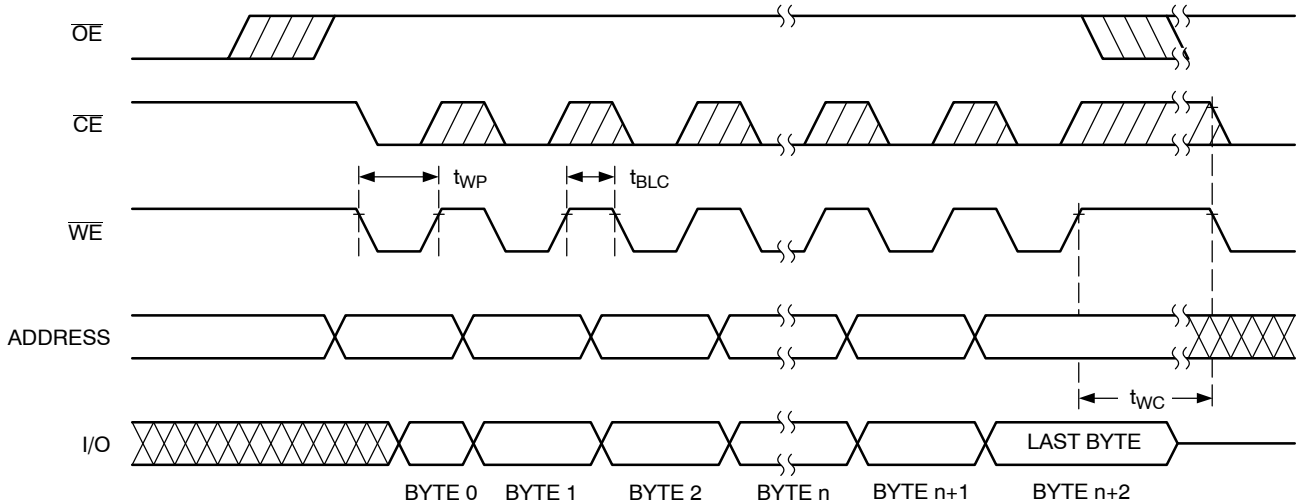 OE
CE
tWP
tBLC
WE
ADDRESS
tWC
I/O
LAST BYTE
BYTE 0
BYTE 1
BYTE 2
BYTE n
BYTE n+1
BYTE n+2